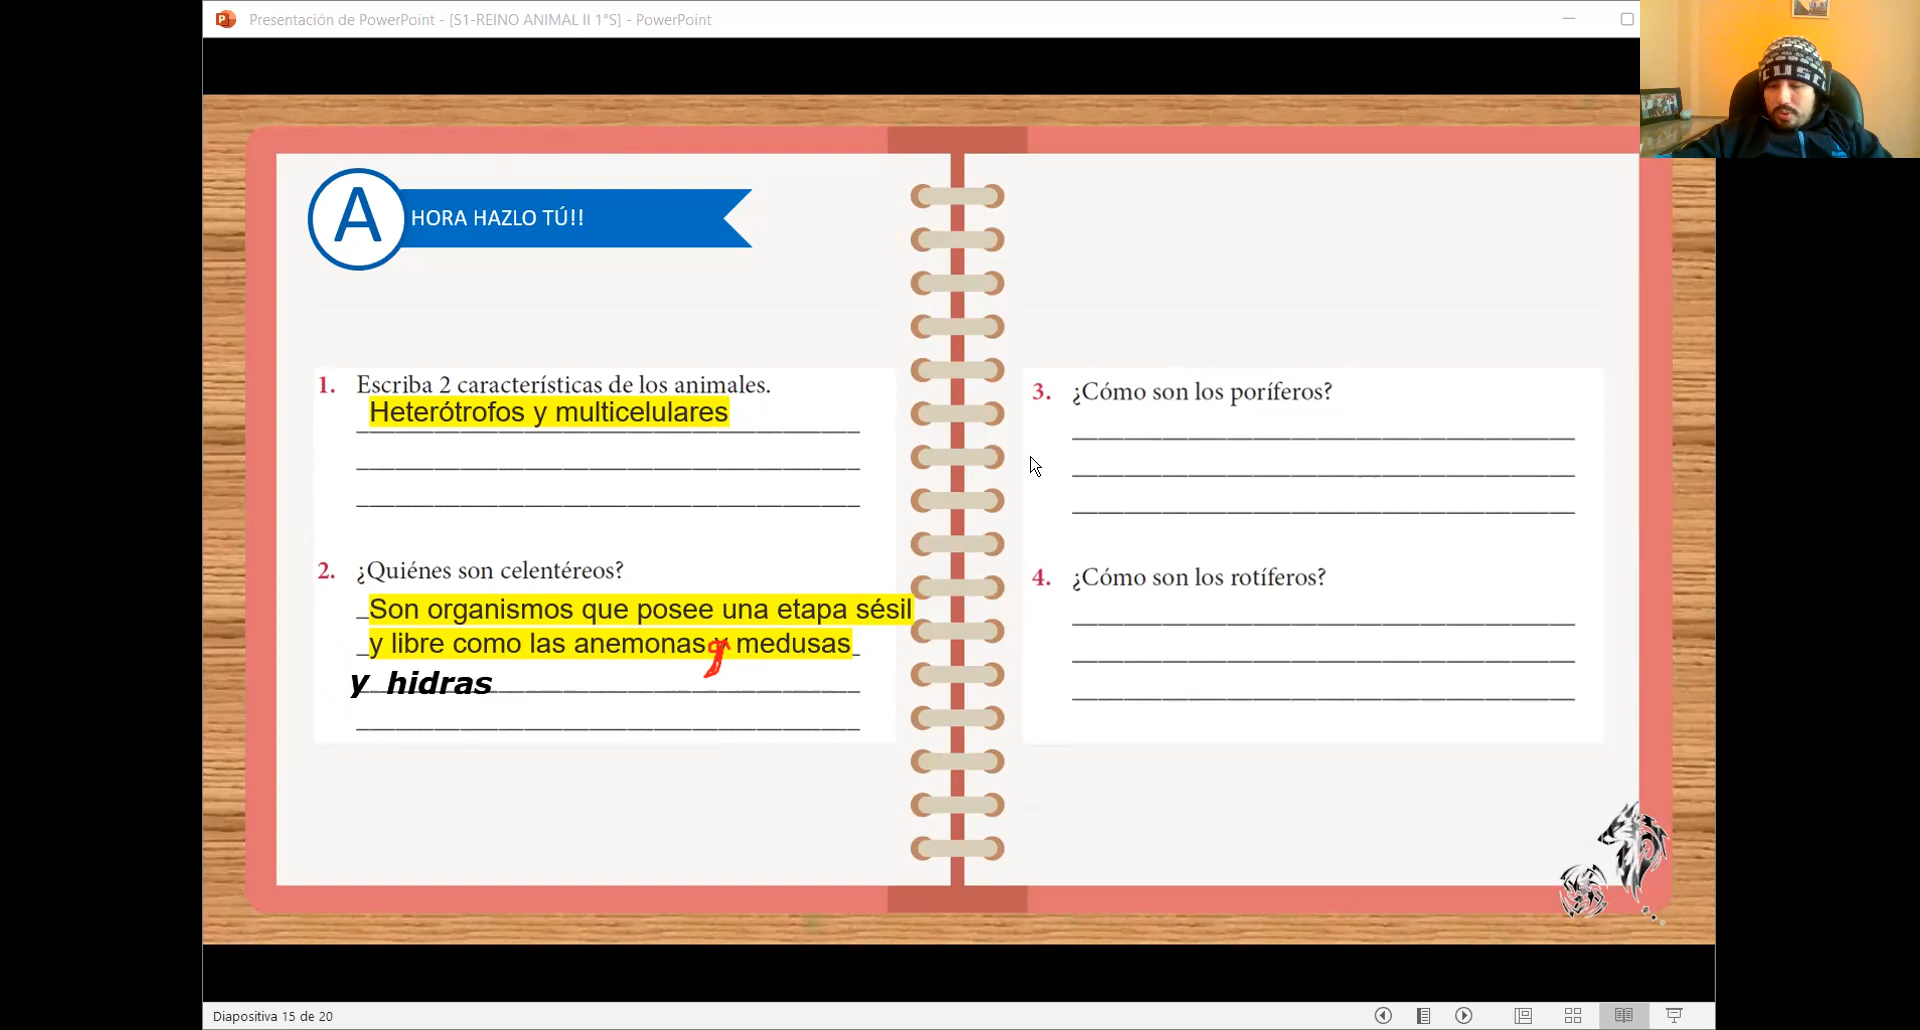 Presentación de PowerPoint - [S1-REINO ANIMAL II 1°S] - PowerPoint
CUSC
A
HORA HAZLO TÚ!!
1. Escriba 2 características de los animales.
Heterótrofos y multicelulares
2. ¿Quiénes son celentéreos?
Son organismos que posee una etapa sésil
y libre como las anemonas, medusas
y hidras
3. ¿Cómo son los poríferos?
4. ¿Cómo son los rotíferos?
Diapositiva 15 de 20